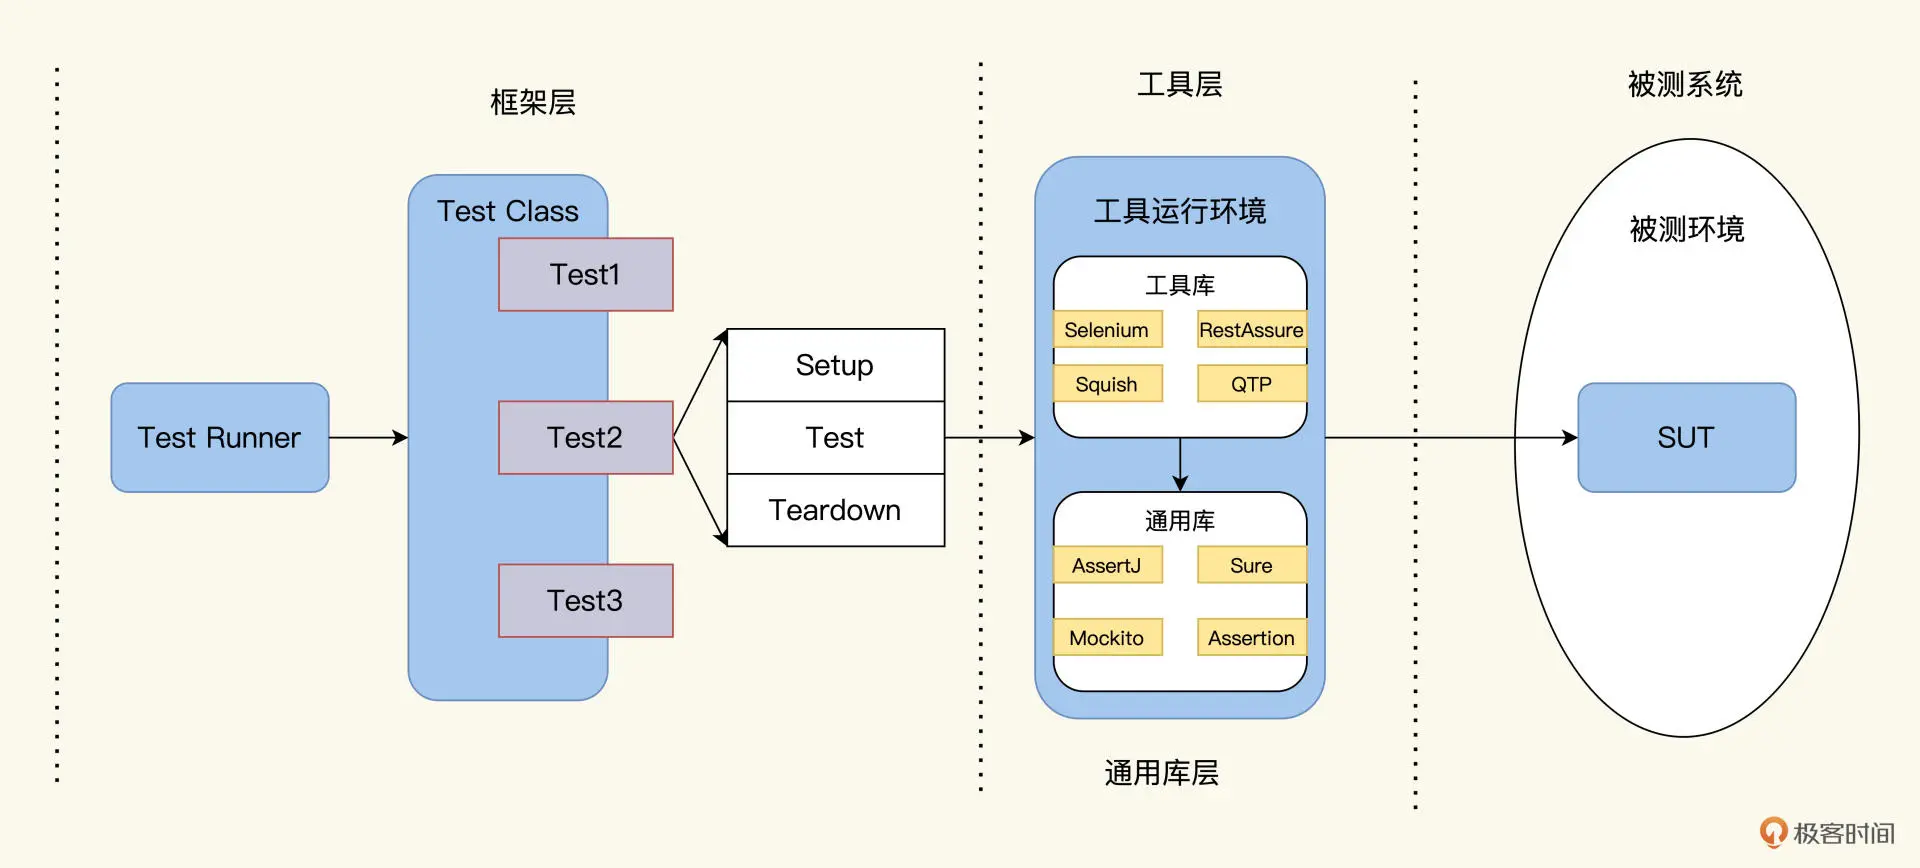 框架层
工具层
被测系统
Test Runner
Test Class
Test1
Test2
Test3
Setup
Test
Teardown
工具运行环境
工具库
Selenium
RestAssure
Squish
QTP
通用库
AssertJ
Sure
Mockito
Assertion
通用库层
被测环境
SUT
极客时间